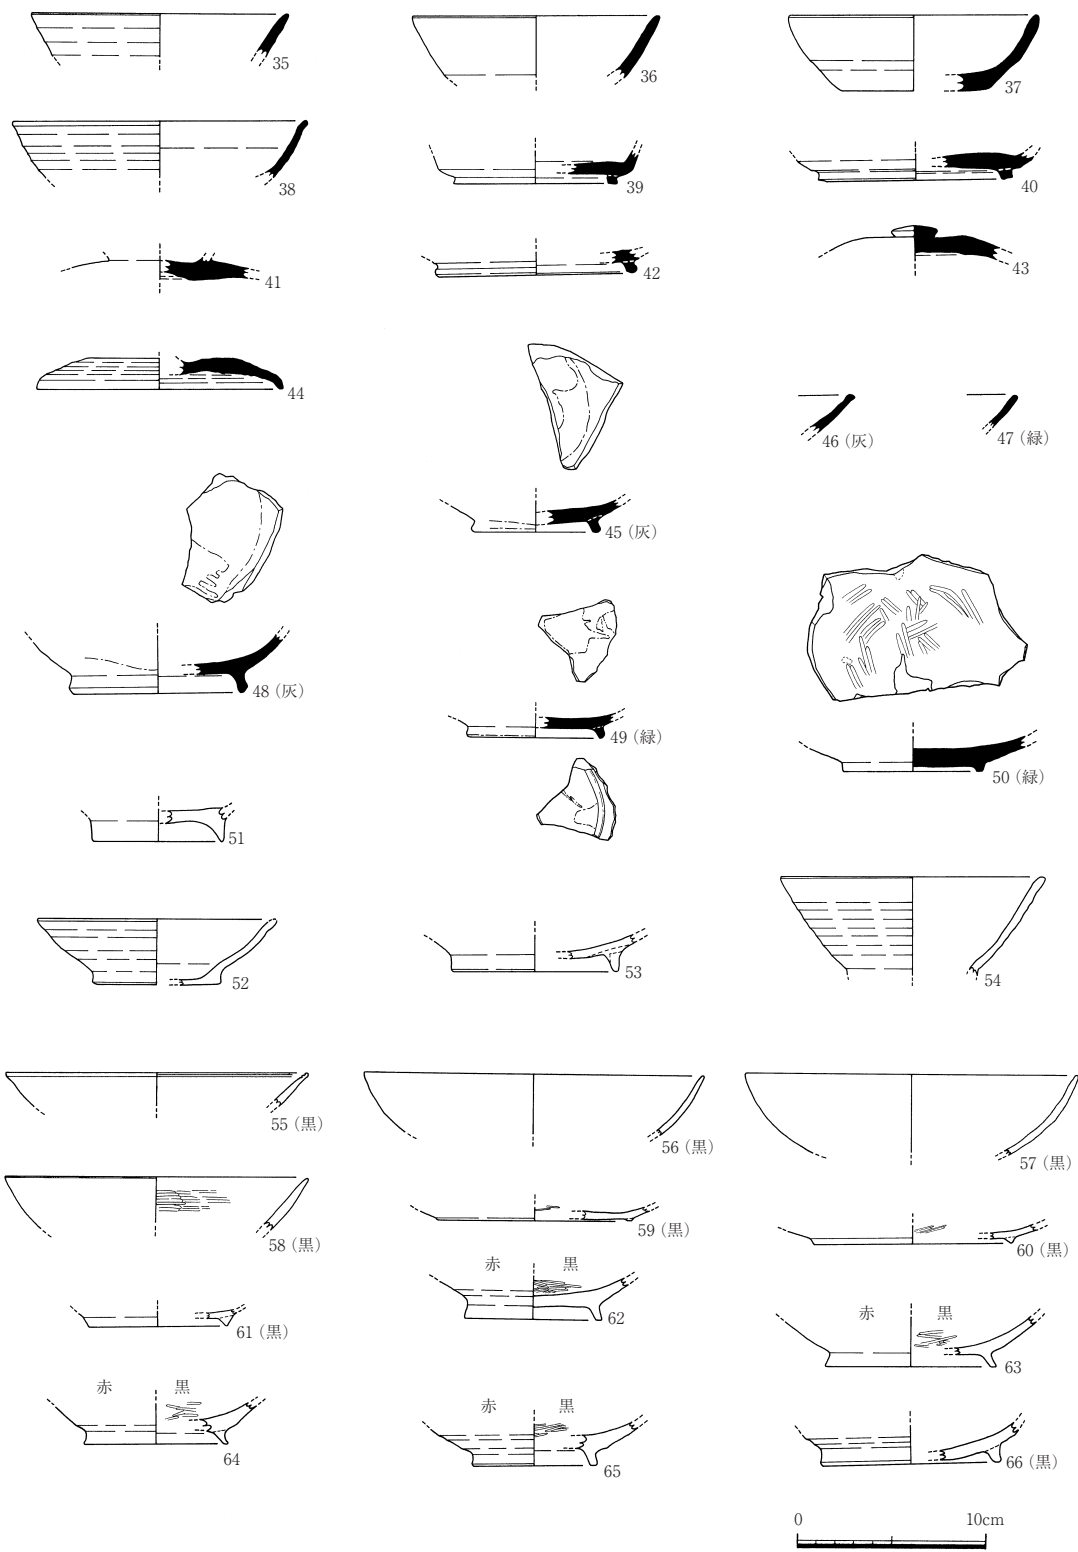 35
36
37
38
39
40
41
42
43
44
45（灰）
46（灰）
47（緑）
48（灰）
49（緑）
50（緑）
51
52
53
54
55（黒）
56（黒）
57（黒）
58（黒）
59（黒）
60（黒）
61（黒）
赤 黒
62
赤 黒
63
赤 黒
64
赤 黒
65
66（黒）
0 10cm